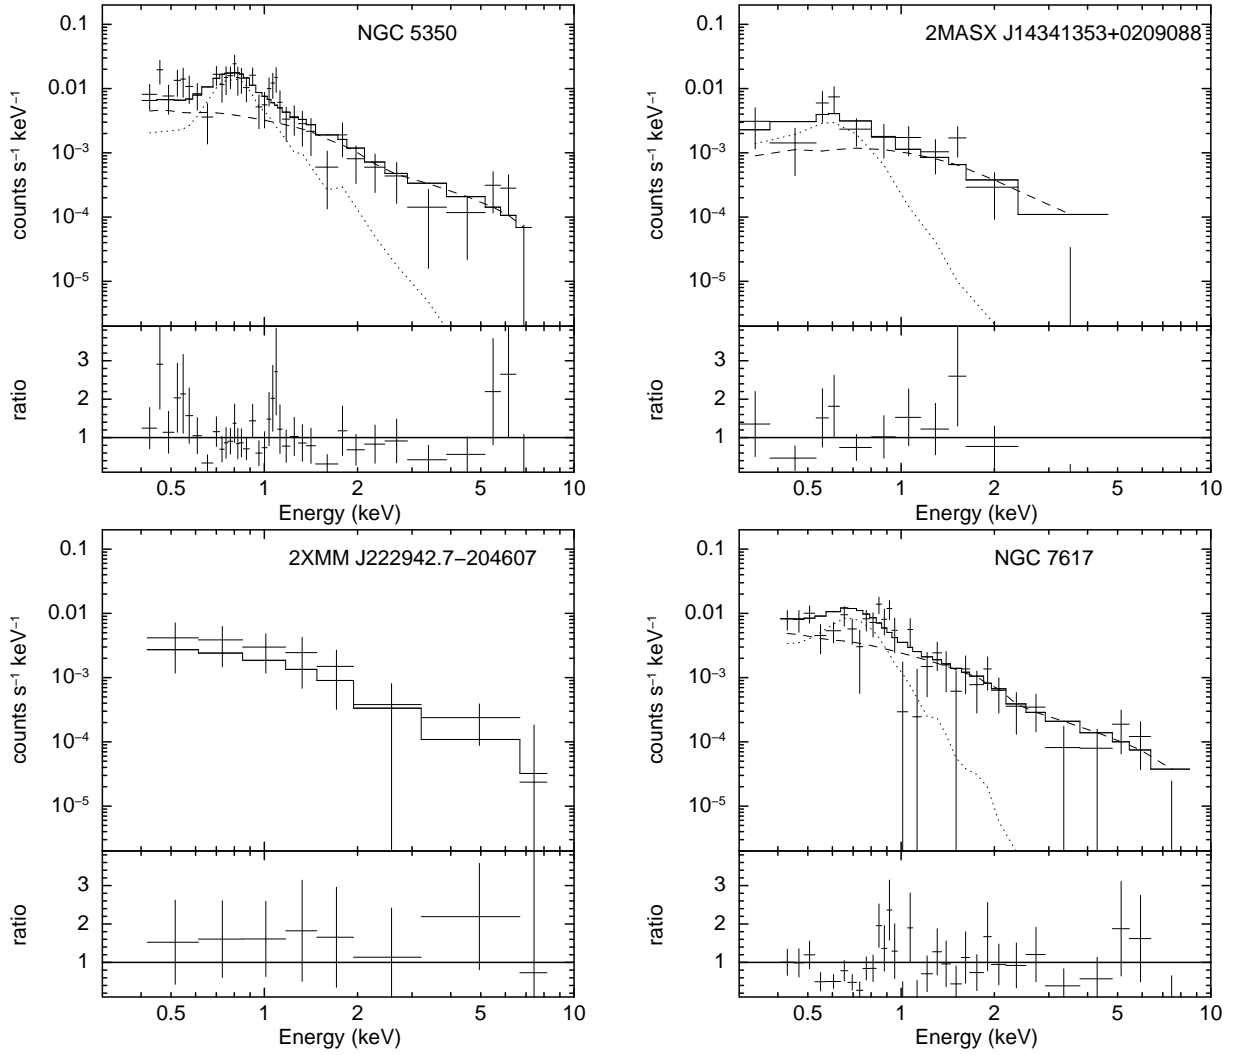 NGC 5350
0.1
0.01
10⁻³
10⁻⁴
10⁻⁵
counts s⁻¹ keV⁻¹
3
2
1
ratio
0.5 1 2 5 10
Energy (keV)
2MASX J14341353+0209088
0.1
0.01
10⁻³
10⁻⁴
10⁻⁵
counts s⁻¹ keV⁻¹
3
2
1
ratio
0.5 1 2 5 10
Energy (keV)
2XMM J222942.7−204607
0.1
0.01
10⁻³
10⁻⁴
10⁻⁵
counts s⁻¹ keV⁻¹
3
2
1
ratio
0.5 1 2 5 10
Energy (keV)
NGC 7617
0.1
0.01
10⁻³
10⁻⁴
10⁻⁵
counts s⁻¹ keV⁻¹
3
2
1
ratio
0.5 1 2 5 10
Energy (keV)